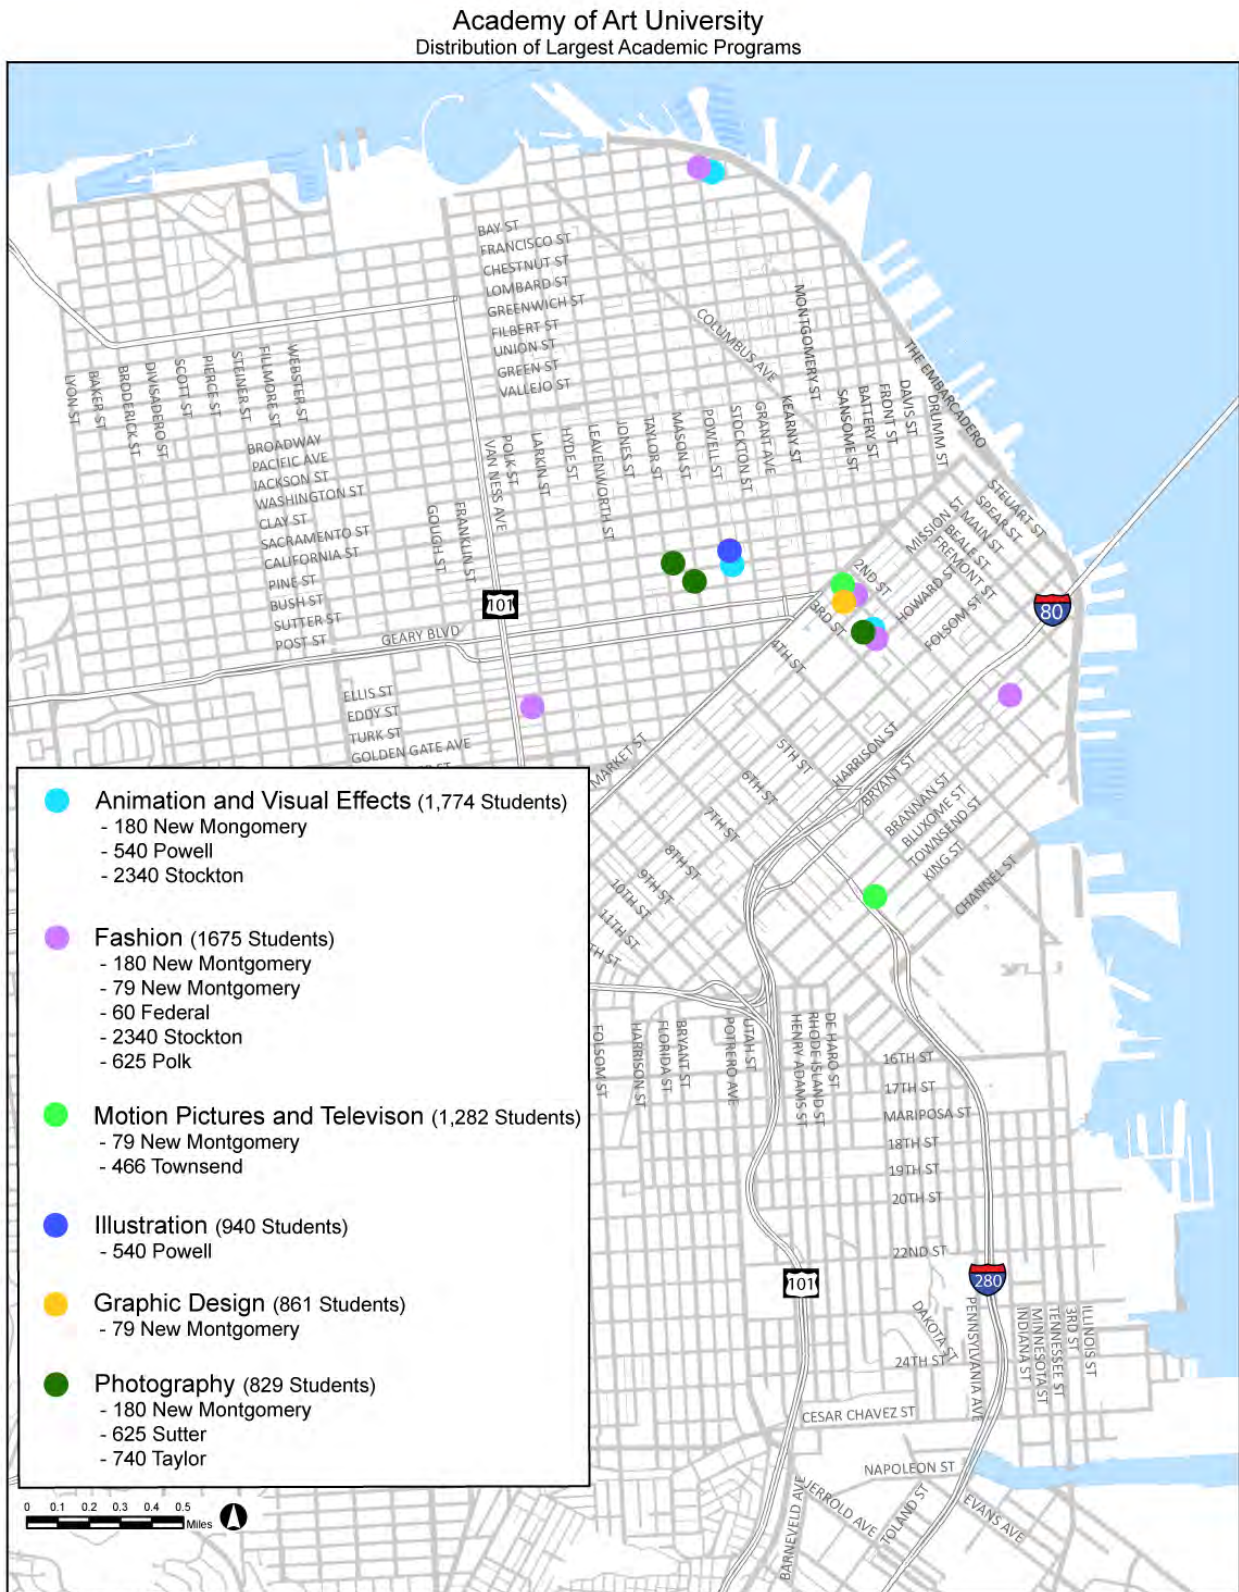 Academy of Art University
Distribution of Largest Academic Programs
BAY ST
FRANCISCO ST
CHESTNUT ST
LOMBARD ST
GREENWICH ST
FILBERT ST
UNION ST
GREEN ST
VALLEJO ST
COLUMBUS AVE
MONTGOMERY ST
THE EMBARCADERO
LYON ST
BAKER ST
BRODERICK ST
DIVISADERO ST
SCOTT ST
PIERCE ST
STEINER ST
FILLMORE ST
WEBSTER ST
BROADWAY
PACIFIC AVE
JACKSON ST
WASHINGTON ST
CLAY ST
SACRAMENTO ST
CALIFORNIA ST
PINE ST
BUSH ST
SUTTER ST
POST ST
GEARY BLVD
GOUGH ST
FRANKLIN ST
VAN NESS AVE
POLK ST
LARKIN ST
HYDE ST
LEAVENWORTH ST
JONES ST
TAYLOR ST
MASON ST
POWELL ST
STOCKTON ST
GRANT AVE
KEARNY ST
SANSOME ST
BATTERY ST
FRONT ST
DAVIS ST
DRUMM ST
STEUART ST
SPEAR ST
MAIN ST
BEALE ST
FREMONT ST
MISSION ST
HOWARD ST
FOLSOM ST
2ND ST
3RD ST
4TH ST
101
80
ELLIS ST
EDDY ST
TURK ST
GOLDEN GATE AVE
MARKET ST
5TH ST
6TH ST
7TH ST
8TH ST
9TH ST
10TH ST
11TH ST
TH ST
HARRISON ST
BRYANT ST
BRANNAN ST
BLUXOME ST
TOWNSEND ST
KING ST
CHANNEL ST
Animation and Visual Effects (1,774 Students)
- 180 New Mongomery
- 540 Powell
- 2340 Stockton
Fashion (1675 Students)
- 180 New Montgomery
- 79 New Montgomery
- 60 Federal
- 2340 Stockton
- 625 Polk
Motion Pictures and Televison (1,282 Students)
- 79 New Montgomery
- 466 Townsend
Illustration (940 Students)
- 540 Powell
Graphic Design (861 Students)
- 79 New Montgomery
Photography (829 Students)
- 180 New Montgomery
- 625 Sutter
- 740 Taylor
FOLSOM ST
HARRISON ST
FLORIDA ST
BRYANT ST
POTRERO AVE
UTAH ST
HENRY ADAMS ST
RHODE ISLAND ST
DE HARO ST
16TH ST
17TH ST
MARIPOSA ST
18TH ST
19TH ST
20TH ST
22ND ST
101
280
DAKOTA ST
24TH ST
PENNSYLVANIA AVE
INDIANA ST
MINNESOTA ST
TENNESSEE ST
3RD ST
ILLINOIS ST
CESAR CHAVEZ ST
NAPOLEON ST
BARNEVELD AVE
JERROLD AVE
TOLAND ST
EVANS AVE
0 0.1 0.2 0.3 0.4 0.5
Miles